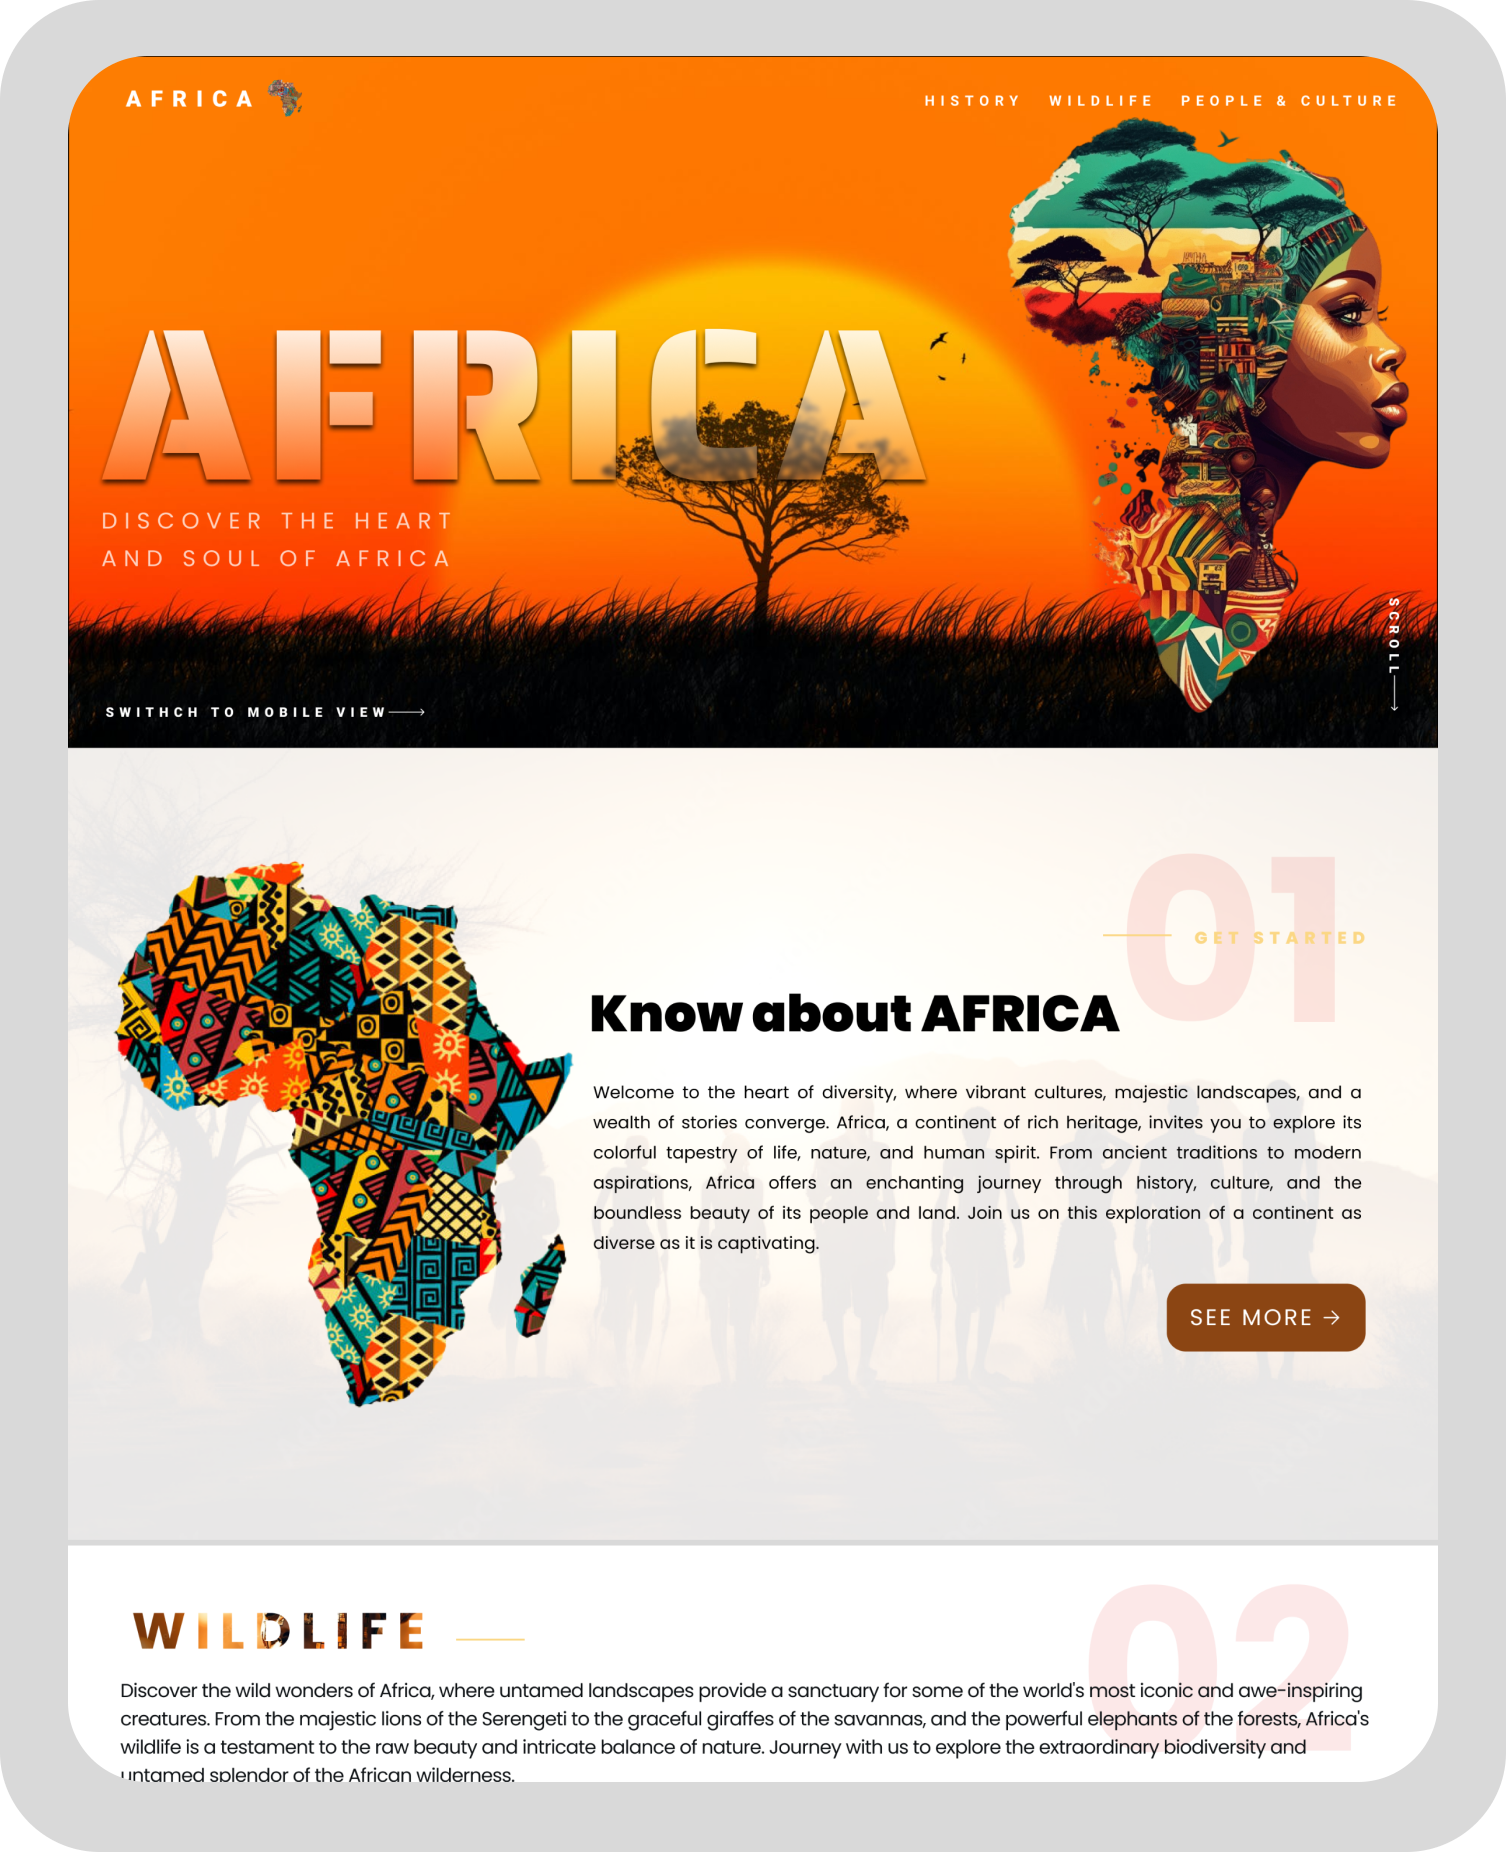 AFRICA
HISTORY WILDLIFE PEOPLE & CULTURE
AFRICA
DISCOVER THE HEART
AND SOUL OF AFRICA
SCROLL
SWITHCH TO MOBILE VIEW
01
GET STARTED
Know about AFRICA
Welcome to the heart of diversity, where vibrant cultures, majestic landscapes, and a
wealth of stories converge. Africa, a continent of rich heritage, invites you to explore its
colorful tapestry of life, nature, and human spirit. From ancient traditions to modern
aspirations, Africa offers an enchanting journey through history, culture, and the
boundless beauty of its people and land. Join us on this exploration of a continent as
diverse as it is captivating.
SEE MORE →
02
WILDLIFE
Discover the wild wonders of Africa, where untamed landscapes provide a sanctuary for some of the world's most iconic and awe-inspiring
creatures. From the majestic lions of the Serengeti to the graceful giraffes of the savannas, and the powerful elephants of the forests, Africa's
wildlife is a testament to the raw beauty and intricate balance of nature. Journey with us to explore the extraordinary biodiversity and
untamed splendor of the African wilderness.